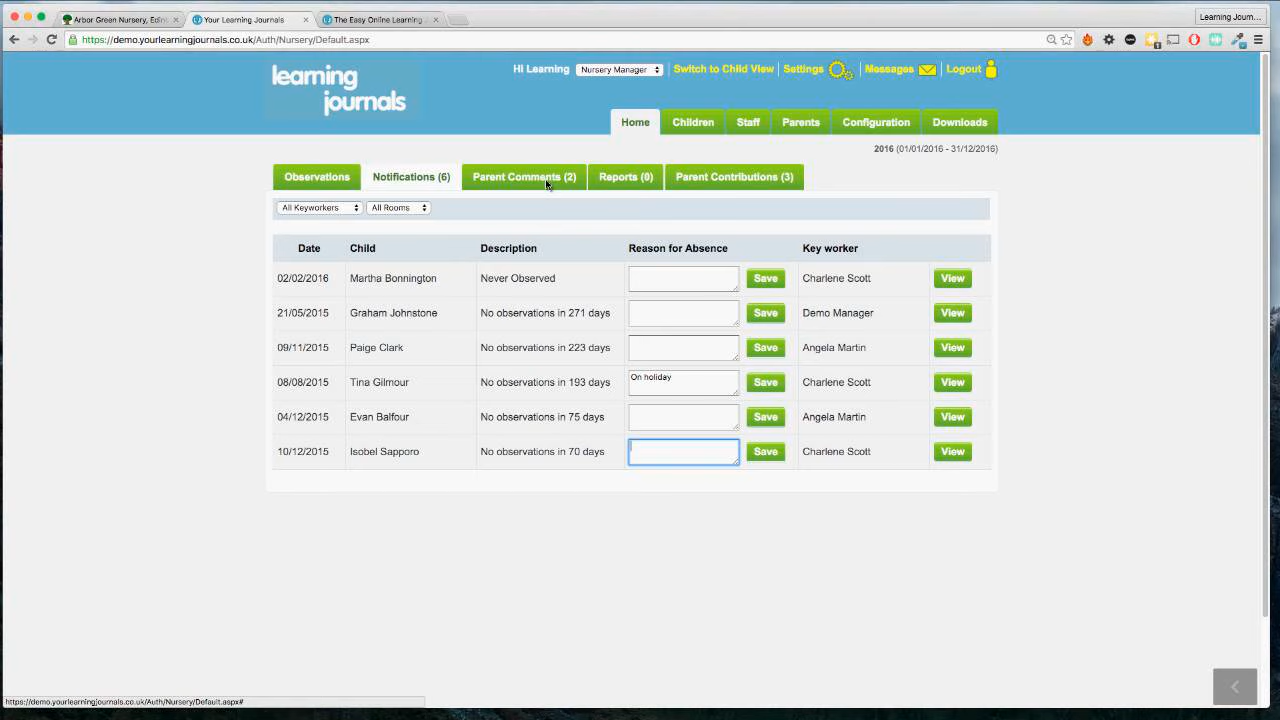 Arbor Green Nursery, Edin
Your Learning Journals
The Easy Online Learning
Learning Journ...
https://demo.yourlearningjournals.co.uk/Auth/Nursery/Default.aspx
learning
journals
Hi Learning Nursery Manager Switch to Child View Settings Messages Logout
Home Children Staff Parents Configuration Downloads
2016 (01/01/2016 - 31/12/2016)
Observations Notifications (6) Parent Comments (2) Reports (0) Parent Contributions (3)
All Keyworkers All Rooms
Date Child Description Reason for Absence Key worker
02/02/2016 Martha Bonnington Never Observed Save Charlene Scott View
21/05/2015 Graham Johnstone No observations in 271 days Save Demo Manager View
09/11/2015 Paige Clark No observations in 223 days Save Angela Martin View
08/08/2015 Tina Gilmour No observations in 193 days On holiday Save Charlene Scott View
04/12/2015 Evan Balfour No observations in 75 days Save Angela Martin View
10/12/2015 Isobel Sapporo No observations in 70 days Save Charlene Scott View
https://demo.yourlearningjournals.co.uk/Auth/Nursery/Default.aspx#